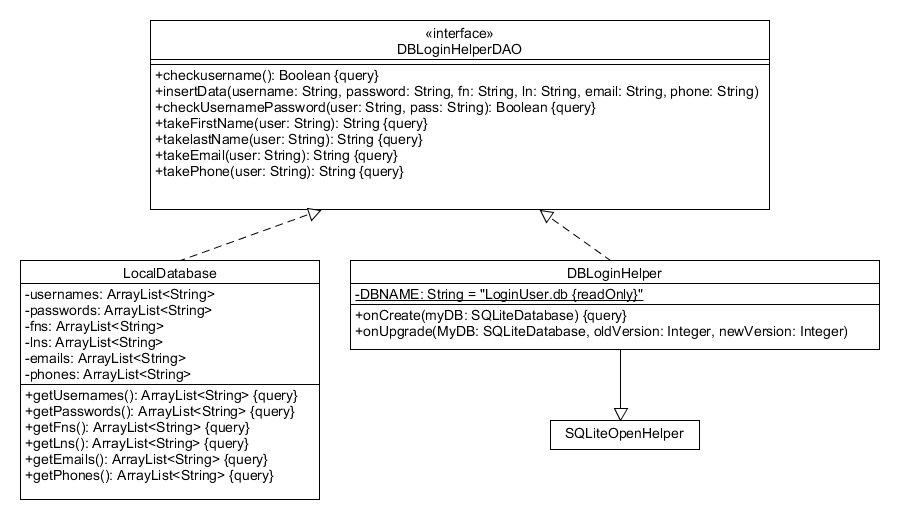 «interface»
DBLoginHelperDAO
+checkusername(): Boolean {query}
+insertData(username: String, password: String, fn: String, ln: String, email: String, phone: String)
+checkUsernamePassword(user: String, pass: String): Boolean {query}
+takeFirstName(user: String): String {query}
+takelastName(user: String): String {query}
+takeEmail(user: String): String {query}
+takePhone(user: String): String {query}
LocalDatabase
-usernames: ArrayList<String>
-passwords: ArrayList<String>
-fns: ArrayList<String>
-lns: ArrayList<String>
-emails: ArrayList<String>
-phones: ArrayList<String>
+getUsernames(): ArrayList<String> {query}
+getPasswords(): ArrayList<String> {query}
+getFns(): ArrayList<String> {query}
+getLns(): ArrayList<String> {query}
+getEmails(): ArrayList<String> {query}
+getPhones(): ArrayList<String> {query}
DBLoginHelper
-DBNAME: String = "LoginUser.db {readOnly}"
+onCreate(myDB: SQLiteDatabase) {query}
+onUpgrade(MyDB: SQLiteDatabase, oldVersion: Integer, newVersion: Integer)
SQLiteOpenHelper